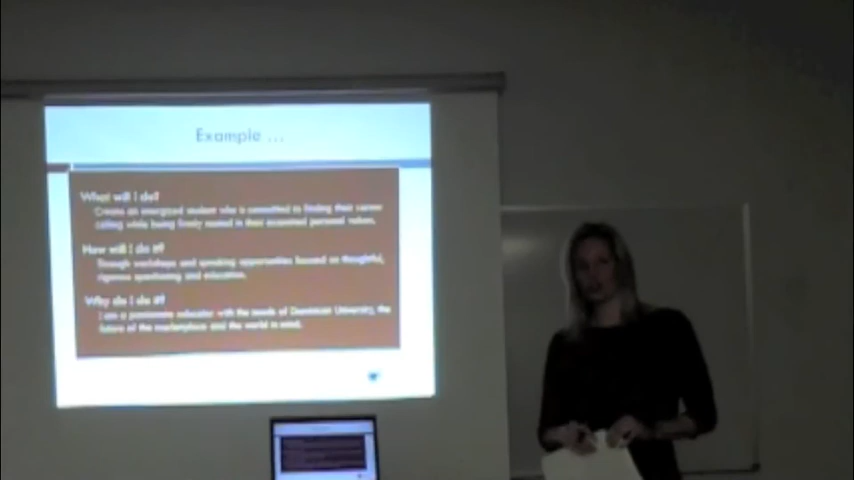 Example ...
What will I do?
Create an energized student who is committed to finding their career
calling while being firmly rooted in their examined personal values.
How will I do it?
Through workshops and speaking opportunities focused on thoughtful,
rigorous questioning and education.
Why do I do it?
I am a passionate educator with the needs of Dominican University, the
future of the marketplace and the world in mind.